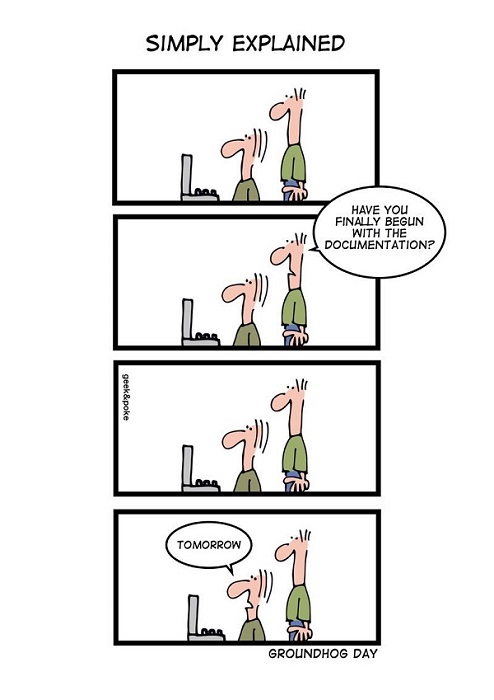 SIMPLY EXPLAINED
HAVE YOU
FINALLY BEGUN
WITH THE
DOCUMENTATION?
geek&poke
TOMORROW
GROUNDHOG DAY